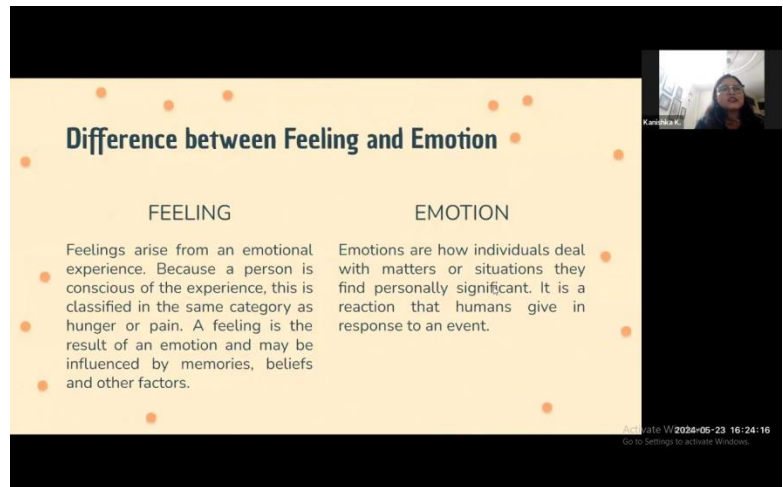 Difference between Feeling and Emotion
FEELING
Feelings arise from an emotional
experience. Because a person is
conscious of the experience, this is
classified in the same category as
hunger or pain. A feeling is the
result of an emotion and may be
influenced by memories, beliefs
and other factors.
EMOTION
Emotions are how individuals deal
with matters or situations they
find personally significant. It is a
reaction that humans give in
response to an event.
Kanishka K.
Activate 2024-05-23 16:24:16
Go to Settings to activate Windows.